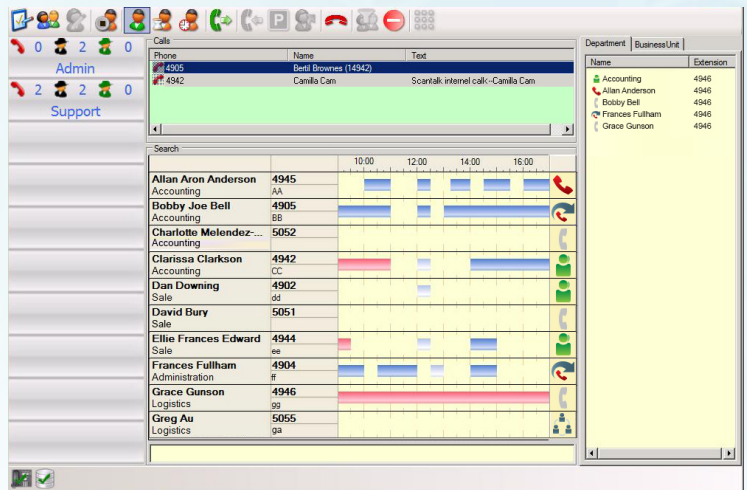 0 2 0
Admin
2 2 0
Support
Calls
Phone Name Text
4905 Bertil Brownes (14942)
4942 Camilla Cam Scantalk internel calk:-Camilla Cam
Search
10:00 12:00 14:00 16:00
Allan Aron Anderson 4945
Accounting AA
Bobby Joe Bell 4905
Accounting BB
Charlotte Melendez-... 5052
Accounting
Clarissa Clarkson 4942
Accounting CC
Dan Downing 4902
Sale dd
David Bury 5051
Sale
Ellie Frances Edward 4944
Sale ee
Frances Fullham 4904
Administration ff
Grace Gunson 4946
Logistics gg
Greg Au 5055
Logistics ga
Department BusinessUnit
Name Extension
Accounting 4946
Allan Anderson 4946
Bobby Bell 4946
Frances Fullham 4946
Grace Gunson 4946
P